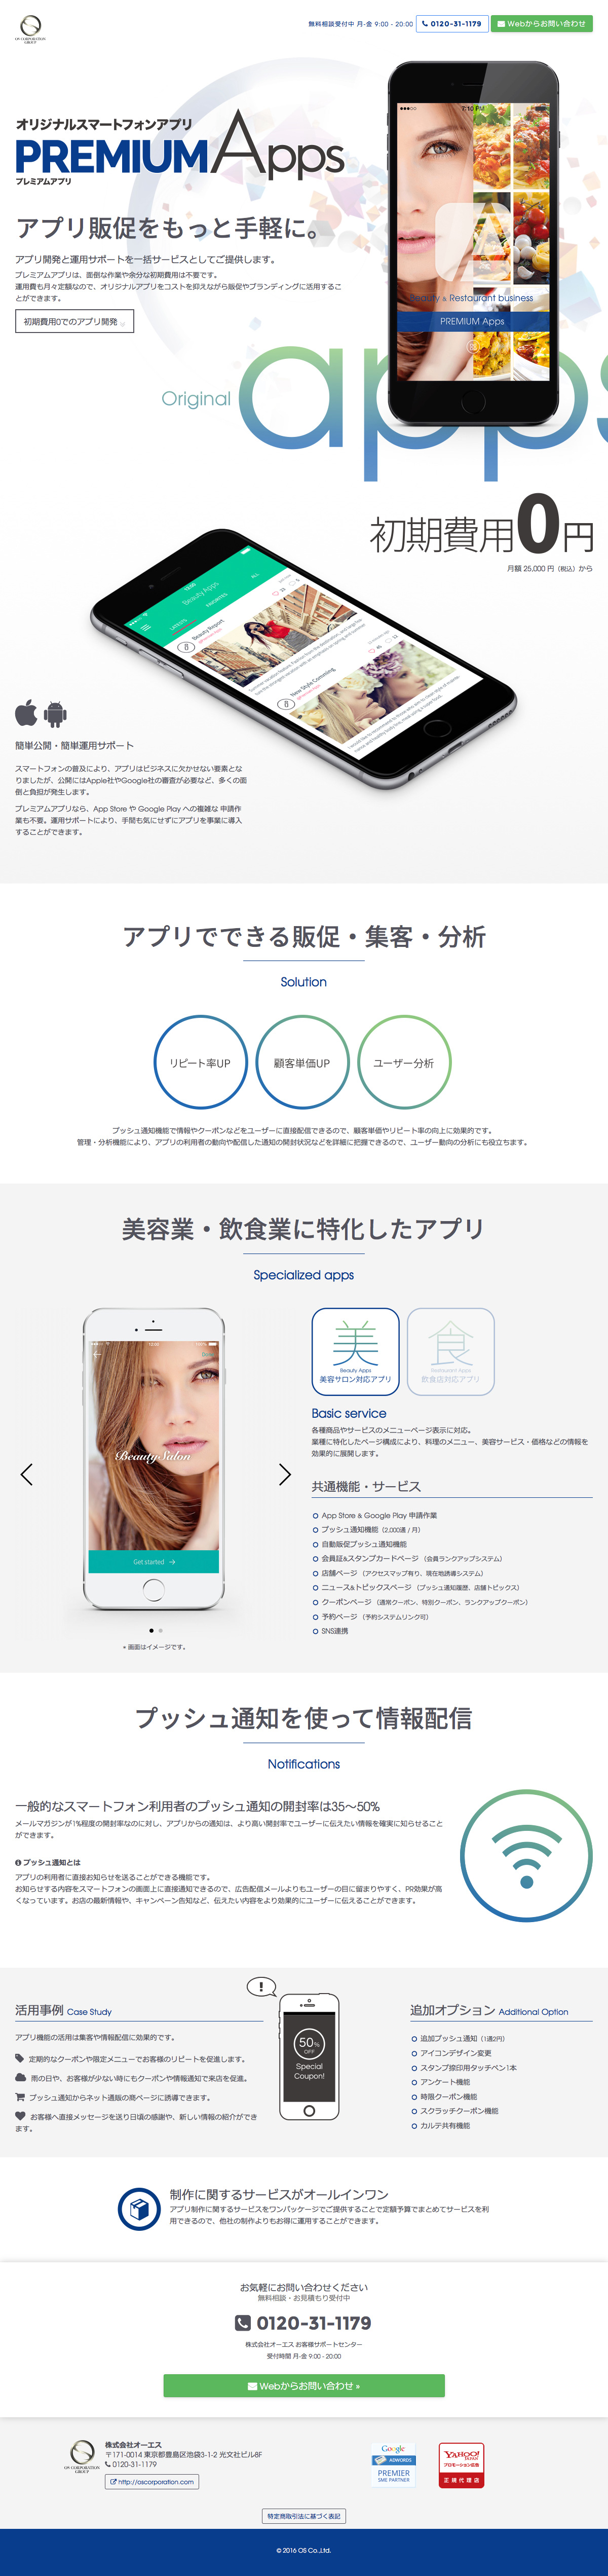 OS CORPORATION
GROUP
無料相談受付中 月-金 9:00 - 20:00
0120-31-1179
Webからお問い合わせ
オリジナルスマートフォンアプリ
PREMIUM Apps
プレミアムアプリ
アプリ販促をもっと手軽に。
アプリ開発と運用サポートを一括サービスとしてご提供します。
プレミアムアプリは、面倒な作業や余分な初期費用は不要です。
運用費も月々定額なので、オリジナルアプリをコストを抑えながら販促やブランディングに活用するこ
とができます。
初期費用0でのアプリ開発
7:10 PM
Beauty & Restaurant business
PREMIUM Apps
Original
apps
初期費用0円
月額 25,000 円（税込）から
Beauty Apps
LATESTS
FAVORITES
ALL
Beauty Report
New Style Comming.
簡単公開・簡単運用サポート
スマートフォンの普及により、アプリはビジネスに欠かせない要素とな
りましたが、公開にはApple社やGoogle社の審査が必要など、多くの面
倒と負担が発生します。
プレミアムアプリなら、App Store や Google Play への複雑な 申請作
業も不要。運用サポートにより、手間も気にせずにアプリを事業に導入
することができます。
アプリでできる販促・集客・分析
Solution
リピート率UP
顧客単価UP
ユーザー分析
プッシュ通知機能で情報やクーポンなどをユーザーに直接配信できるので、顧客単価やリピート率の向上に効果的です。
管理・分析機能により、アプリの利用者の動向や配信した通知の開封状況などを詳細に把握できるので、ユーザー動向の分析にも役立ちます。
美容業・飲食業に特化したアプリ
Specialized apps
BeautySalon
Get started →
※ 画面はイメージです。
美
Beauty Apps
美容サロン対応アプリ
食
Restaurant Apps
飲食店対応アプリ
Basic service
各種商品やサービスのメニューページ表示に対応。
業種に特化したページ構成により、料理のメニュー、美容サービス・価格などの情報を
効果的に展開します。
共通機能・サービス
App Store & Google Play 申請作業
プッシュ通知機能（2,000通 / 月）
自動販促プッシュ通知機能
会員証&スタンプカードページ （会員ランクアップシステム）
店舗ページ （アクセスマップ有り、現在地誘導システム）
ニュース&トピックスページ （プッシュ通知履歴、店舗トピックス）
クーポンページ （通常クーポン、特別クーポン、ランクアップクーポン）
予約ページ （予約システムリンク可）
SNS連携
プッシュ通知を使って情報配信
Notifications
一般的なスマートフォン利用者のプッシュ通知の開封率は35〜50%
メールマガジンが1%程度の開封率なのに対し、アプリからの通知は、より高い開封率でユーザーに伝えたい情報を確実に知らせること
ができます。
プッシュ通知とは
アプリの利用者に直接お知らせを送ることができる機能です。
お知らせする内容をスマートフォンの画面上に直接通知できるので、広告配信メールよりもユーザーの目に留まりやすく、PR効果が高
くなっています。お店の最新情報や、キャンペーン告知など、伝えたい内容をより効果的にユーザーに伝えることができます。
活用事例 Case Study
アプリ機能の活用は集客や情報配信に効果的です。
定期的なクーポンや限定メニューでお客様のリピートを促進します。
雨の日や、お客様が少ない時にもクーポンや情報通知で来店を促進。
プッシュ通知からネット通販の商ページに誘導できます。
お客様へ直接メッセージを送り日頃の感謝や、新しい情報の紹介ができ
ます。
!
50%
OFF
Special
Coupon!
追加オプション Additional Option
追加プッシュ通知（1通2円）
アイコンデザイン変更
スタンプ捺印用タッチペン1本
アンケート機能
時限クーポン機能
スクラッチクーポン機能
カルテ共有機能
制作に関するサービスがオールインワン
アプリ制作に関するサービスをワンパッケージでご提供することで定額予算でまとめてサービスを利
用できるので、他社の制作よりもお得に運用することができます。
お気軽にお問い合わせください
無料相談・お見積もり受付中
0120-31-1179
株式会社オーエス お客様サポートセンター
受付時間 月-金 9:00 - 20:00
Webからお問い合わせ »
OS CORPORATION
GROUP
株式会社オーエス
〒171-0014 東京都豊島区池袋3-1-2 光文社ビル8F
0120-31-1179
http://oscorporation.com
Google
ADWORDS
PREMIER
SME PARTNER
YAHOO!
JAPAN
プロモーション広告
正規代理店
特定商取引法に基づく表記
© 2016 OS Co.,Ltd.